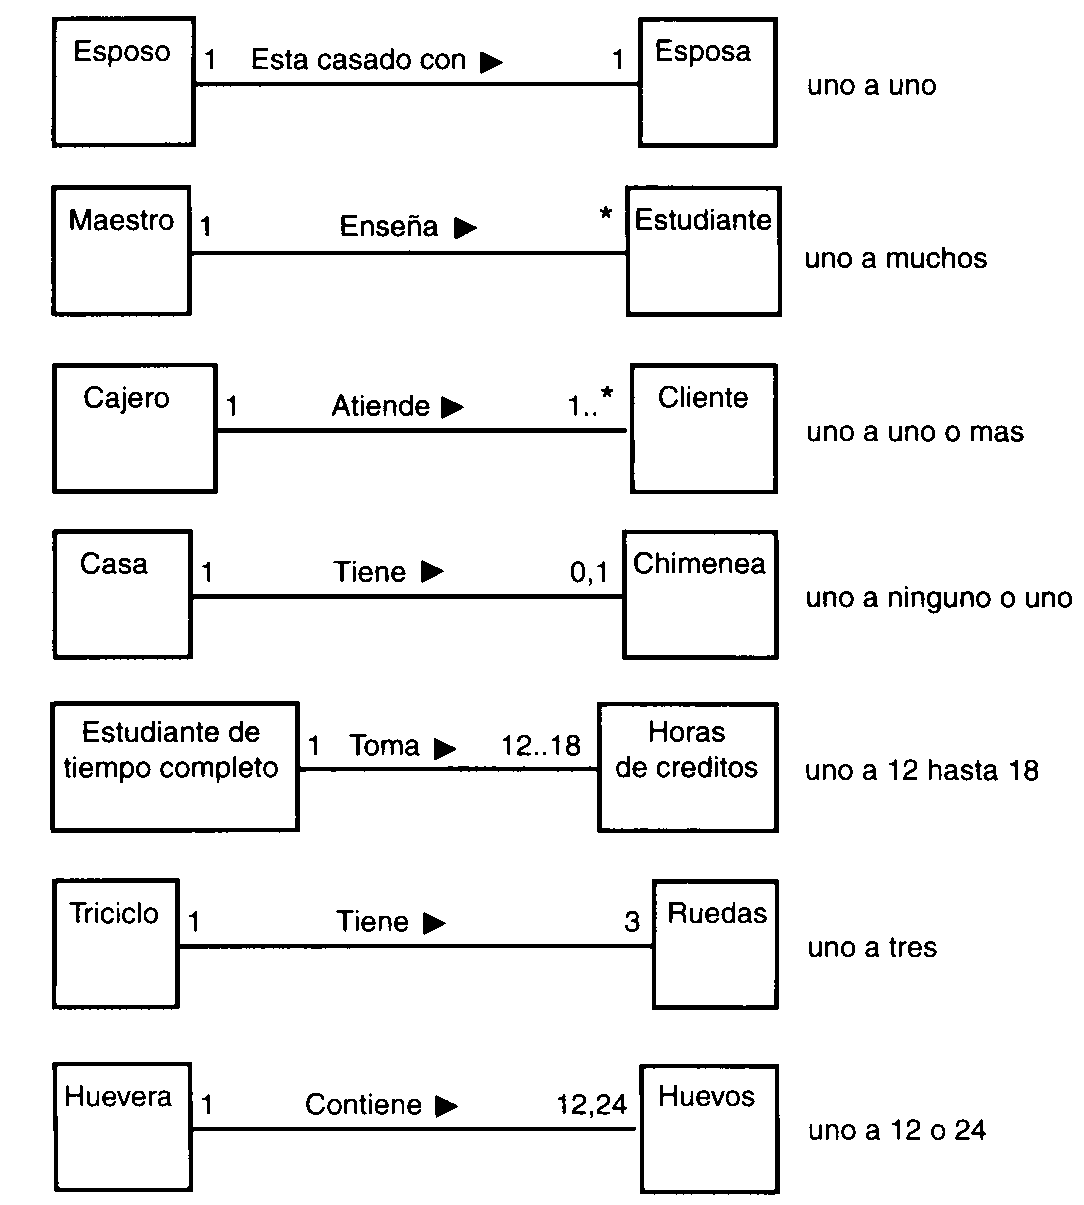 Esposo 1 Esta casado con ▶ 1 Esposa
uno a uno
Maestro 1 Enseña ▶ * Estudiante
uno a muchos
Cajero 1 Atiende ▶ 1..* Cliente
uno a uno o mas
Casa 1 Tiene ▶ 0,1 Chimenea
uno a ninguno o uno
Estudiante de
tiempo completo
1 Toma ▶ 12..18
Horas
de creditos
uno a 12 hasta 18
Triciclo 1 Tiene ▶ 3 Ruedas
uno a tres
Huevera 1 Contiene ▶ 12,24 Huevos
uno a 12 o 24